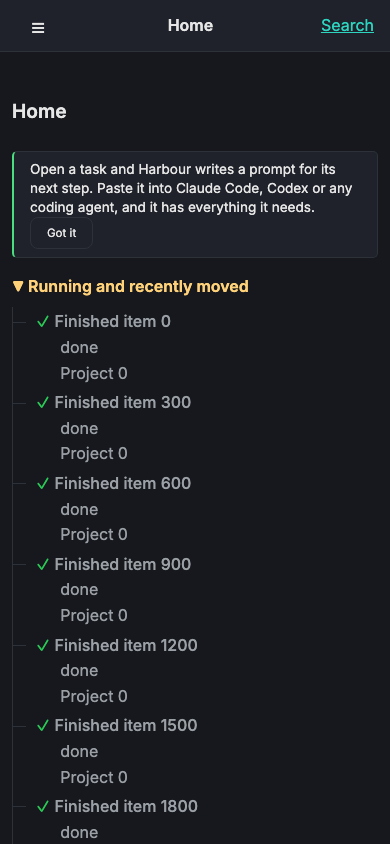 Home
Search
Home
Open a task and Harbour writes a prompt for its
next step. Paste it into Claude Code, Codex or any
coding agent, and it has everything it needs.
Got it
Running and recently moved
Finished item 0
done
Project 0
Finished item 300
done
Project 0
Finished item 600
done
Project 0
Finished item 900
done
Project 0
Finished item 1200
done
Project 0
Finished item 1500
done
Project 0
Finished item 1800
done